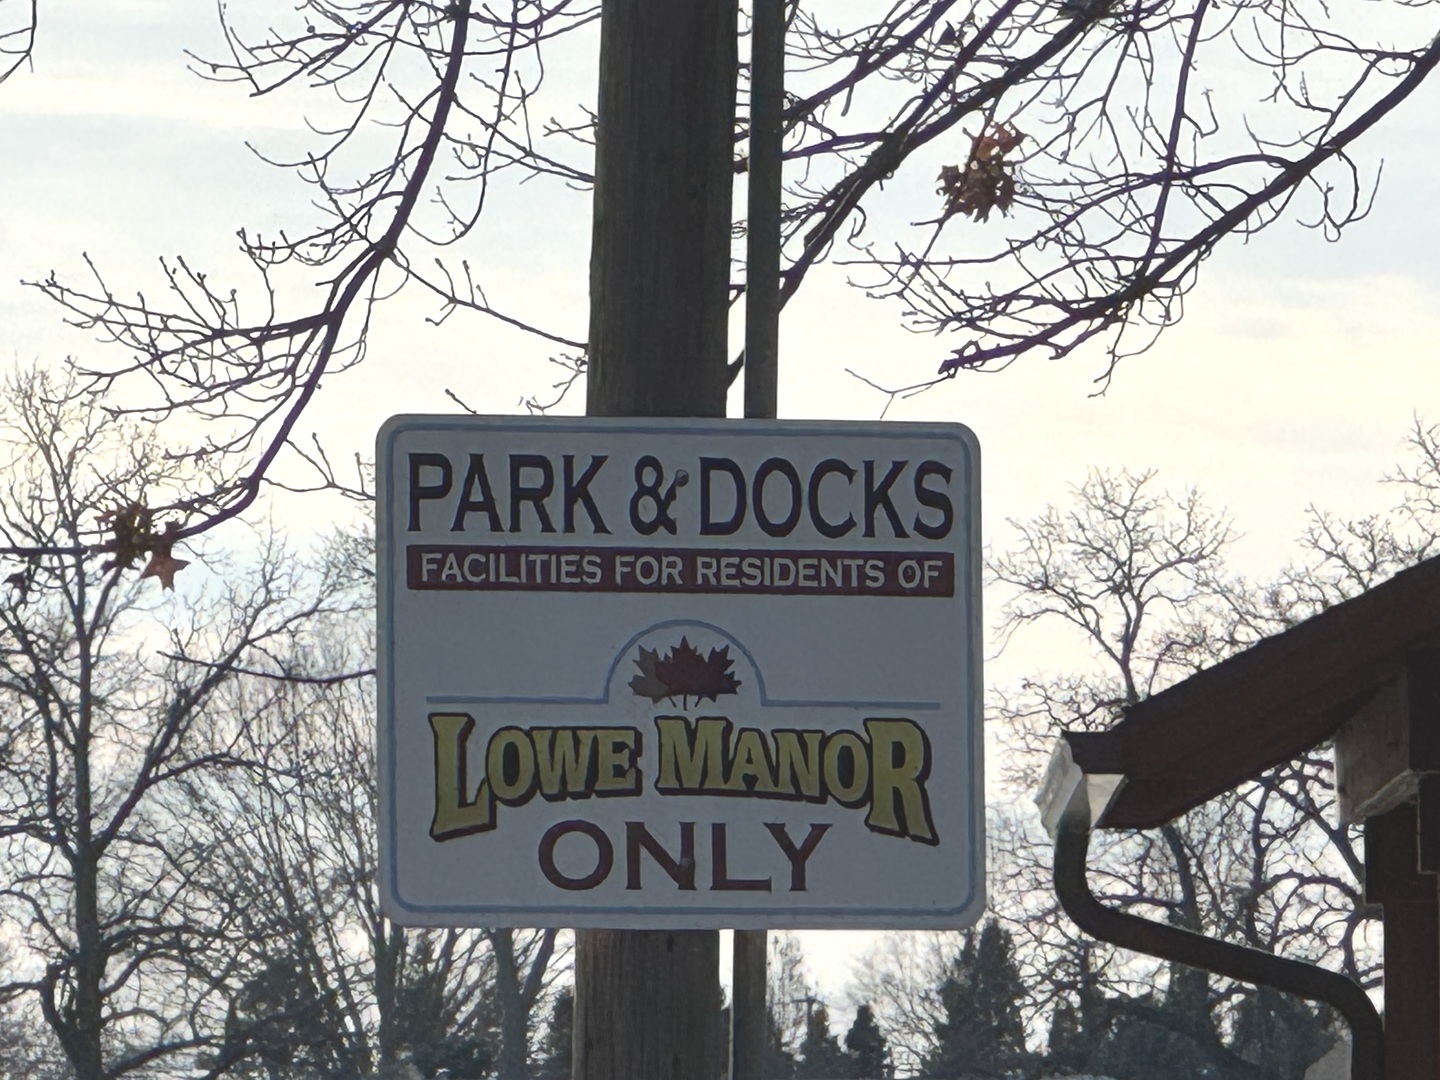 PARK & DOCKS
FACILITIES FOR RESIDENTS OF
LOWE MANOR
ONLY